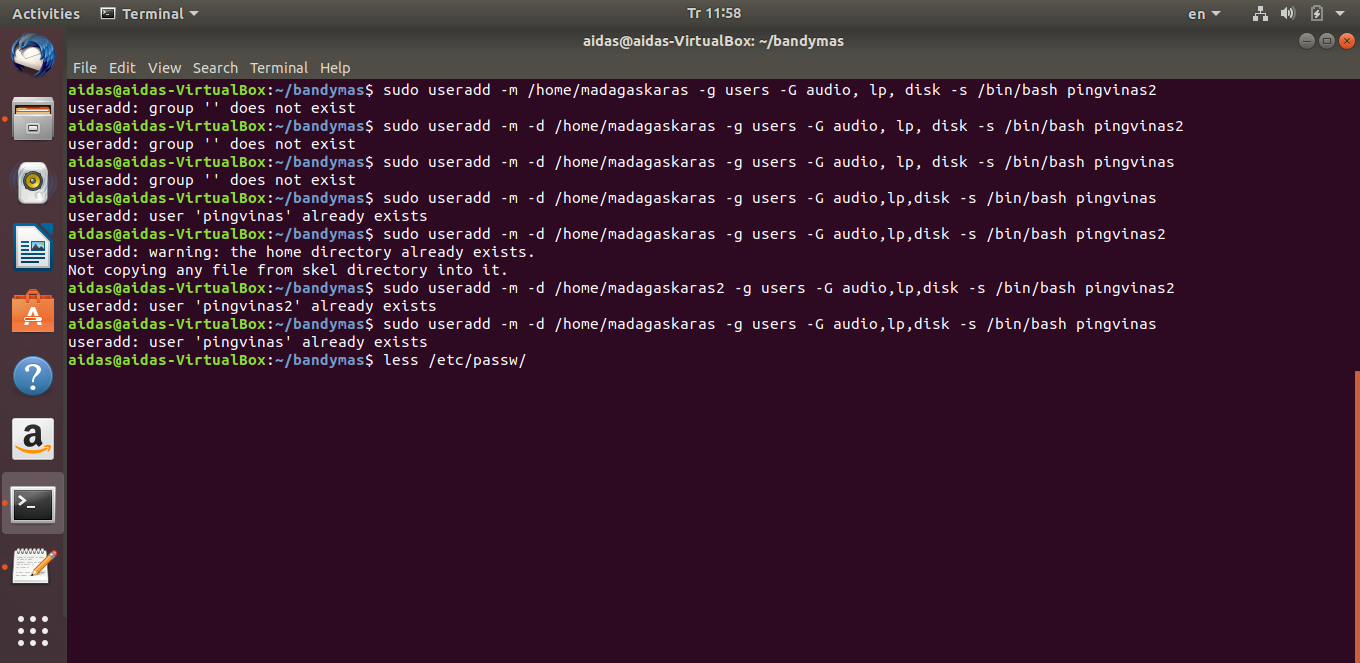 Activities Terminal Tr 11:58 en
aidas@aidas-VirtualBox: ~/bandymas
File Edit View Search Terminal Help
aidas@aidas-VirtualBox:~/bandymas$ sudo useradd -m /home/madagaskaras -g users -G audio, lp, disk -s /bin/bash pingvinas2
useradd: group '' does not exist
aidas@aidas-VirtualBox:~/bandymas$ sudo useradd -m -d /home/madagaskaras -g users -G audio, lp, disk -s /bin/bash pingvinas2
useradd: group '' does not exist
aidas@aidas-VirtualBox:~/bandymas$ sudo useradd -m -d /home/madagaskaras -g users -G audio, lp, disk -s /bin/bash pingvinas
useradd: group '' does not exist
aidas@aidas-VirtualBox:~/bandymas$ sudo useradd -m -d /home/madagaskaras -g users -G audio,lp,disk -s /bin/bash pingvinas
useradd: user 'pingvinas' already exists
aidas@aidas-VirtualBox:~/bandymas$ sudo useradd -m -d /home/madagaskaras -g users -G audio,lp,disk -s /bin/bash pingvinas2
useradd: warning: the home directory already exists.
Not copying any file from skel directory into it.
aidas@aidas-VirtualBox:~/bandymas$ sudo useradd -m -d /home/madagaskaras2 -g users -G audio,lp,disk -s /bin/bash pingvinas2
useradd: user 'pingvinas2' already exists
aidas@aidas-VirtualBox:~/bandymas$ sudo useradd -m -d /home/madagaskaras -g users -G audio,lp,disk -s /bin/bash pingvinas
useradd: user 'pingvinas' already exists
aidas@aidas-VirtualBox:~/bandymas$ less /etc/passw/